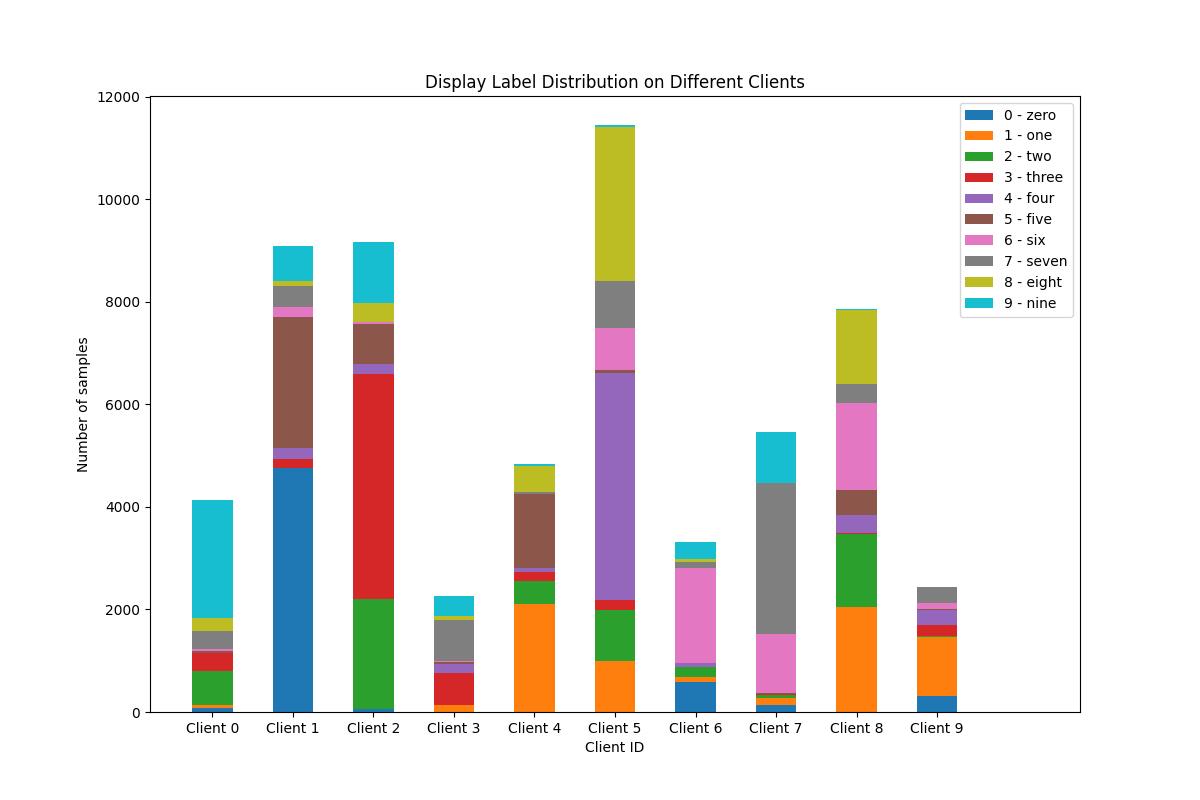 Display Label Distribution on Different Clients
12000
10000
8000
6000
4000
2000
0
Number of samples
0 - zero
1 - one
2 - two
3 - three
4 - four
5 - five
6 - six
7 - seven
8 - eight
9 - nine
Client 0 Client 1 Client 2 Client 3 Client 4 Client 5 Client 6 Client 7 Client 8 Client 9
Client ID